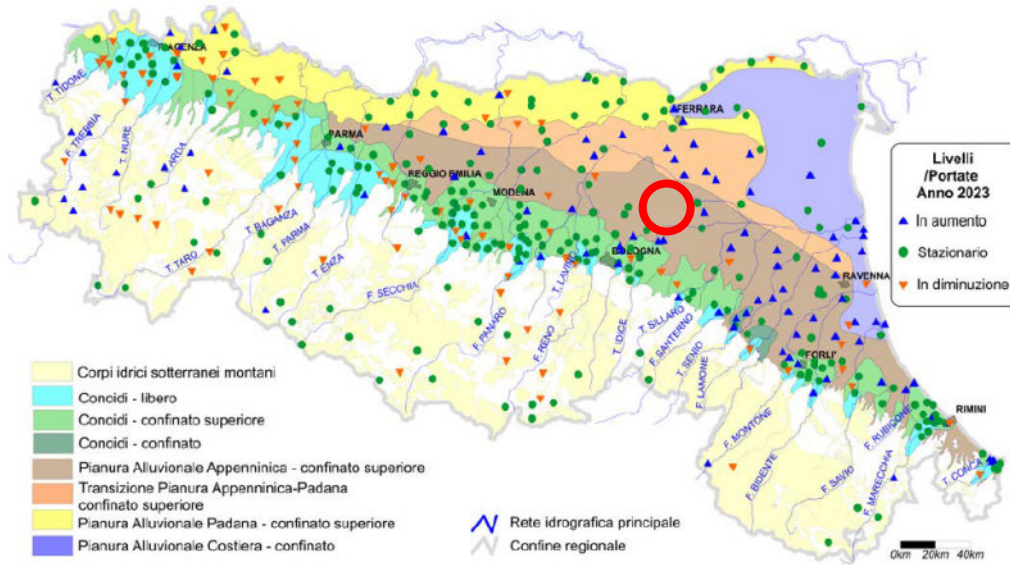 PIACENZA
T. TIDONE
F. TREBBIA
T. NURE
T. ARDA
PARMA
REGGIO EMILIA
MODENA
FERRARA
BOLOGNA
RAVENNA
FORLI'
RIMINI
T. TARO
T. BAGANZA
T. PARMA
T. ENZA
F. SECCHIA
F. PANARO
F. RENO
T. LAVINO
T. IDICE
T. SILLARO
F. SANTERNO
T. SENIO
F. LAMONE
F. MONTONE
F. BIDENTE
F. SAVIO
F. RUBICONE
F. MARECCHIA
T. CONCA
Livelli
/Portate
Anno 2023
In aumento
Stazionario
In diminuzione
Corpi idrici sotterranei montani
Concidi - libero
Concidi - confinato superiore
Concidi - confinato
Pianura Alluvionale Appenninica - confinato superiore
Transizione Pianura Appenninica-Padana
confinato superiore
Pianura Alluvionale Padana - confinato superiore
Pianura Alluvionale Costiera - confinato
Rete idrografica principale
Confine regionale
0km 20km 40km